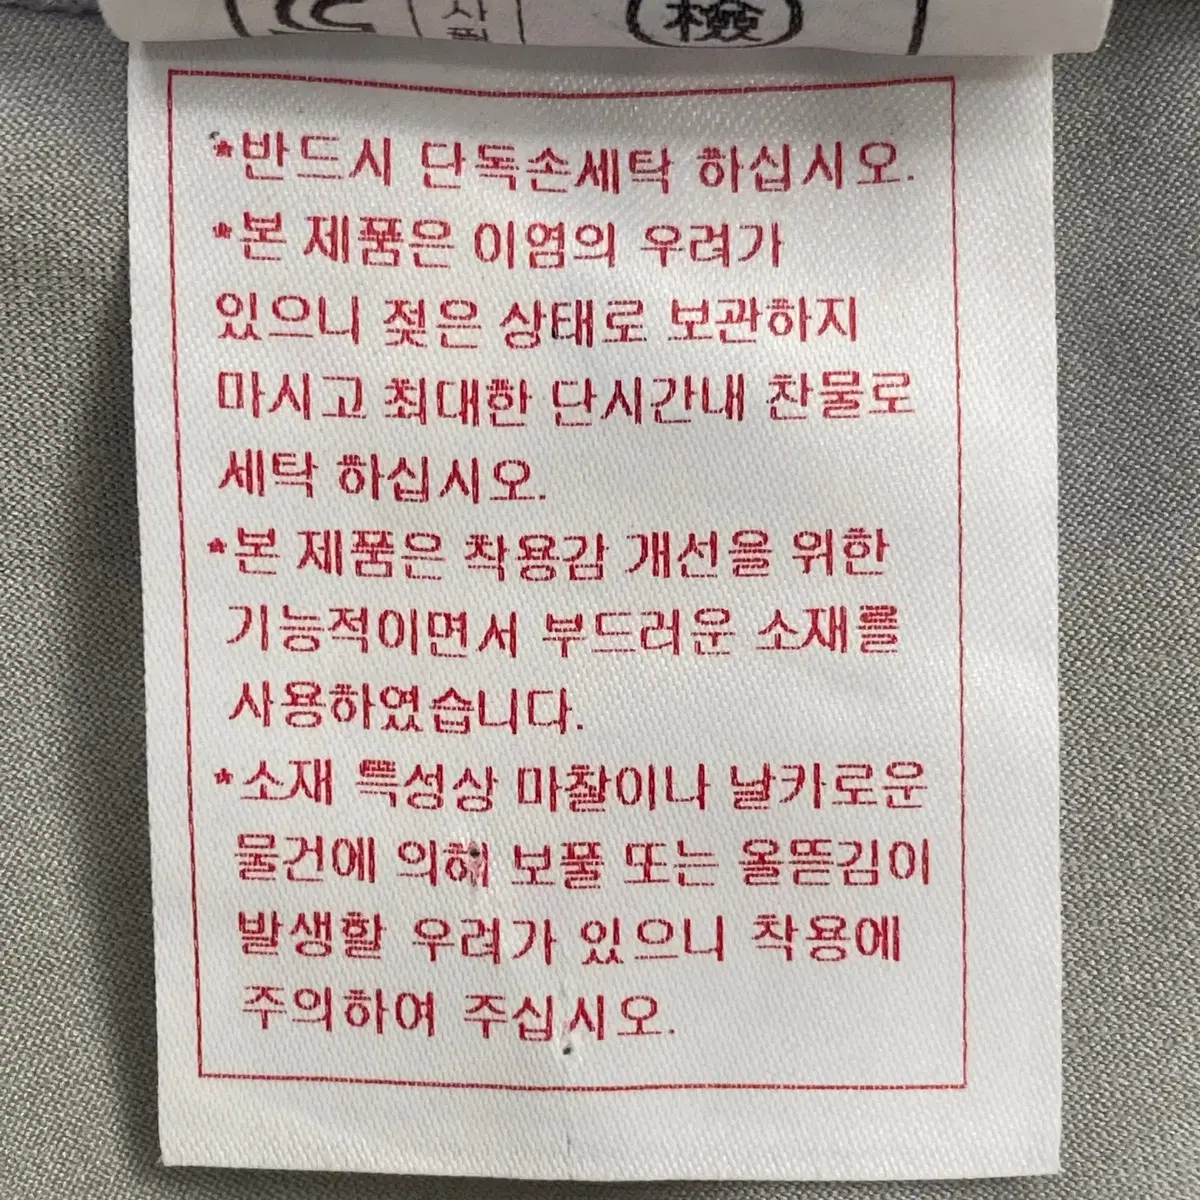 檢
*반드시 단독손세탁 하십시오.
*본 제품은 이염의 우려가
있으니 젖은 상태로 보관하지
마시고 최대한 단시간내 찬물로
세탁 하십시오.
*본 제품은 착용감 개선을 위한
기능적이면서 부드러운 소재를
사용하였습니다.
*소재 특성상 마찰이나 날카로운
물건에 의해 보풀 또는 올뜯김이
발생할 우려가 있으니 착용에
주의하여 주십시오.